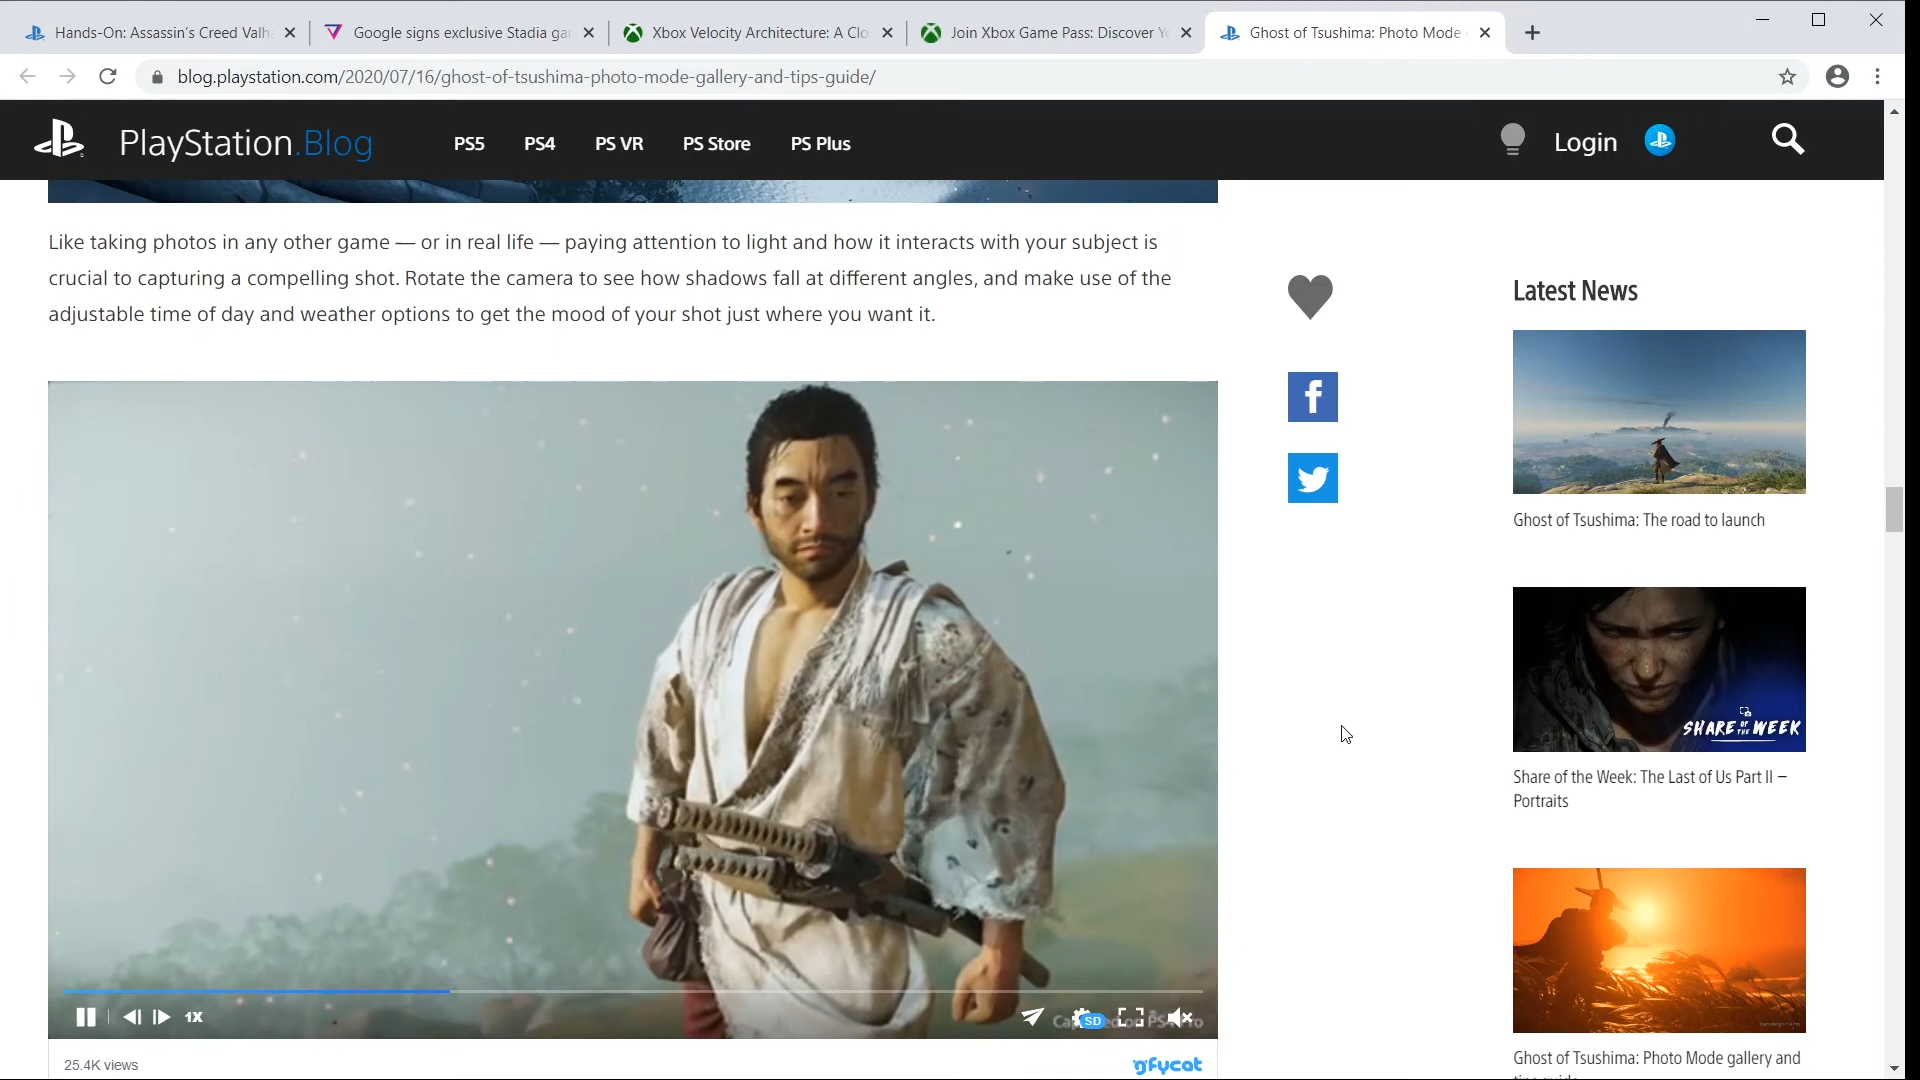 Hands-On: Assassin's Creed Valh
Google signs exclusive Stadia ga
Xbox Velocity Architecture: A Clo
Join Xbox Game Pass: Discover Yo
Ghost of Tsushima: Photo Mode
blog.playstation.com/2020/07/16/ghost-of-tsushima-photo-mode-gallery-and-tips-guide/
PlayStation.Blog
PS5
PS4
PS VR
PS Store
PS Plus
Login
Like taking photos in any other game — or in real life — paying attention to light and how it interacts with your subject is
crucial to capturing a compelling shot. Rotate the camera to see how shadows fall at different angles, and make use of the
adjustable time of day and weather options to get the mood of your shot just where you want it.
Latest News
Ghost of Tsushima: The road to launch
SHARE OF THE WEEK
Share of the Week: The Last of Us Part II –
Portraits
1X
SD
25.4K views
gfycat
Ghost of Tsushima: Photo Mode gallery and